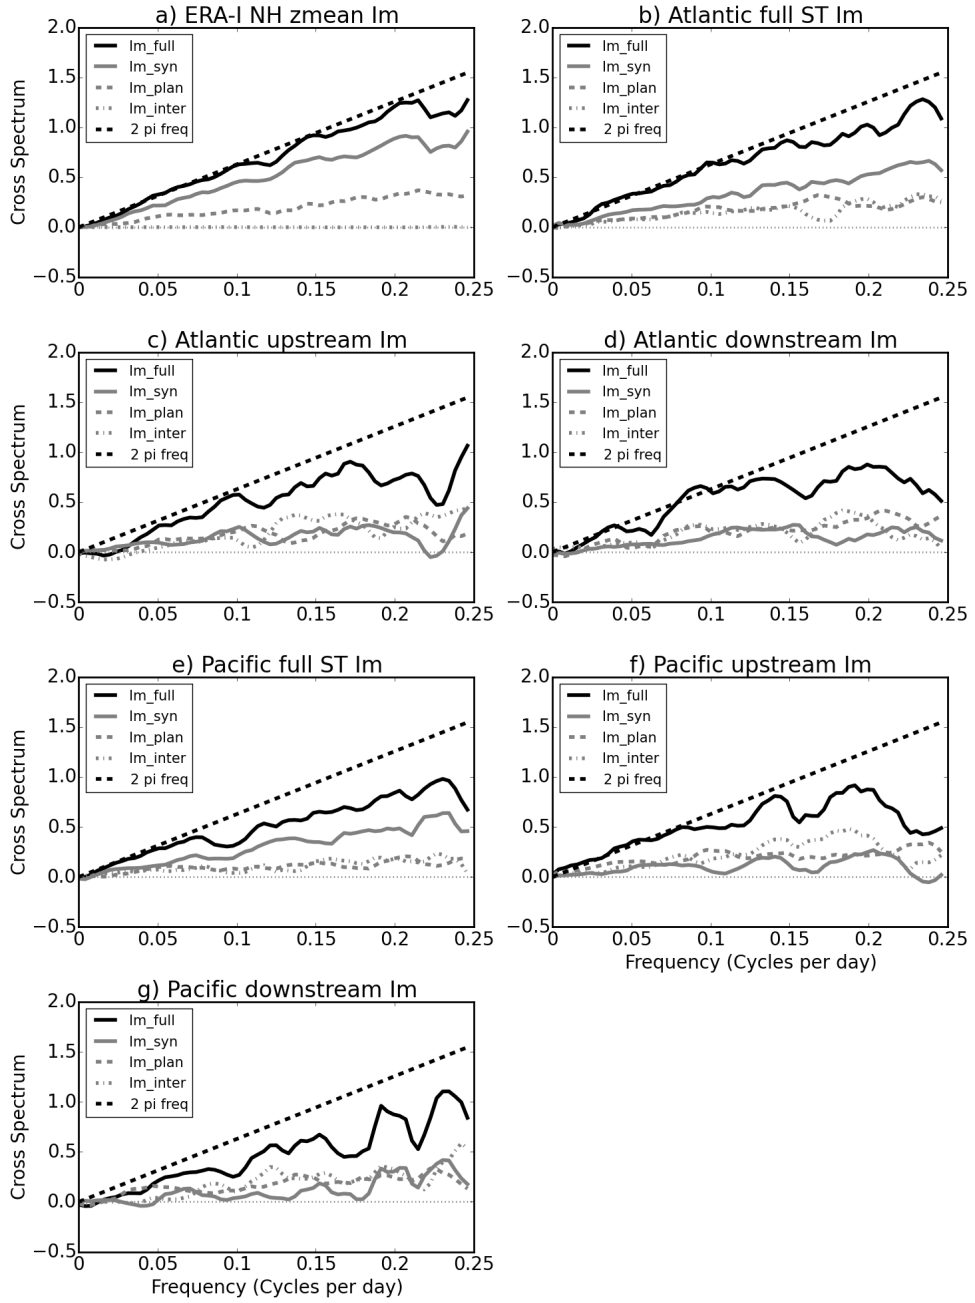 a) ERA-I NH zmean Im
2.0
1.5
1.0
0.5
0.0
−0.5
Cross Spectrum
Im_full
Im_syn
Im_plan
Im_inter
2 pi freq
0 0.05 0.1 0.15 0.2 0.25
b) Atlantic full ST Im
2.0
1.5
1.0
0.5
0.0
−0.5
Im_full
Im_syn
Im_plan
Im_inter
2 pi freq
0 0.05 0.1 0.15 0.2 0.25
c) Atlantic upstream Im
2.0
1.5
1.0
0.5
0.0
−0.5
Cross Spectrum
Im_full
Im_syn
Im_plan
Im_inter
2 pi freq
0 0.05 0.1 0.15 0.2 0.25
d) Atlantic downstream Im
2.0
1.5
1.0
0.5
0.0
−0.5
Im_full
Im_syn
Im_plan
Im_inter
2 pi freq
0 0.05 0.1 0.15 0.2 0.25
e) Pacific full ST Im
2.0
1.5
1.0
0.5
0.0
−0.5
Cross Spectrum
Im_full
Im_syn
Im_plan
Im_inter
2 pi freq
0 0.05 0.1 0.15 0.2 0.25
f) Pacific upstream Im
2.0
1.5
1.0
0.5
0.0
−0.5
Im_full
Im_syn
Im_plan
Im_inter
2 pi freq
0 0.05 0.1 0.15 0.2 0.25
Frequency (Cycles per day)
g) Pacific downstream Im
2.0
1.5
1.0
0.5
0.0
−0.5
Cross Spectrum
Im_full
Im_syn
Im_plan
Im_inter
2 pi freq
0 0.05 0.1 0.15 0.2 0.25
Frequency (Cycles per day)